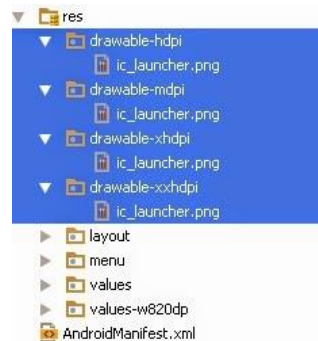 res
drawable-hdpi
ic_launcher.png
drawable-mdpi
ic_launcher.png
drawable-xhdpi
ic_launcher.png
drawable-xxhdpi
ic_launcher.png
layout
menu
values
values-w820dp
AndroidManifest.xml